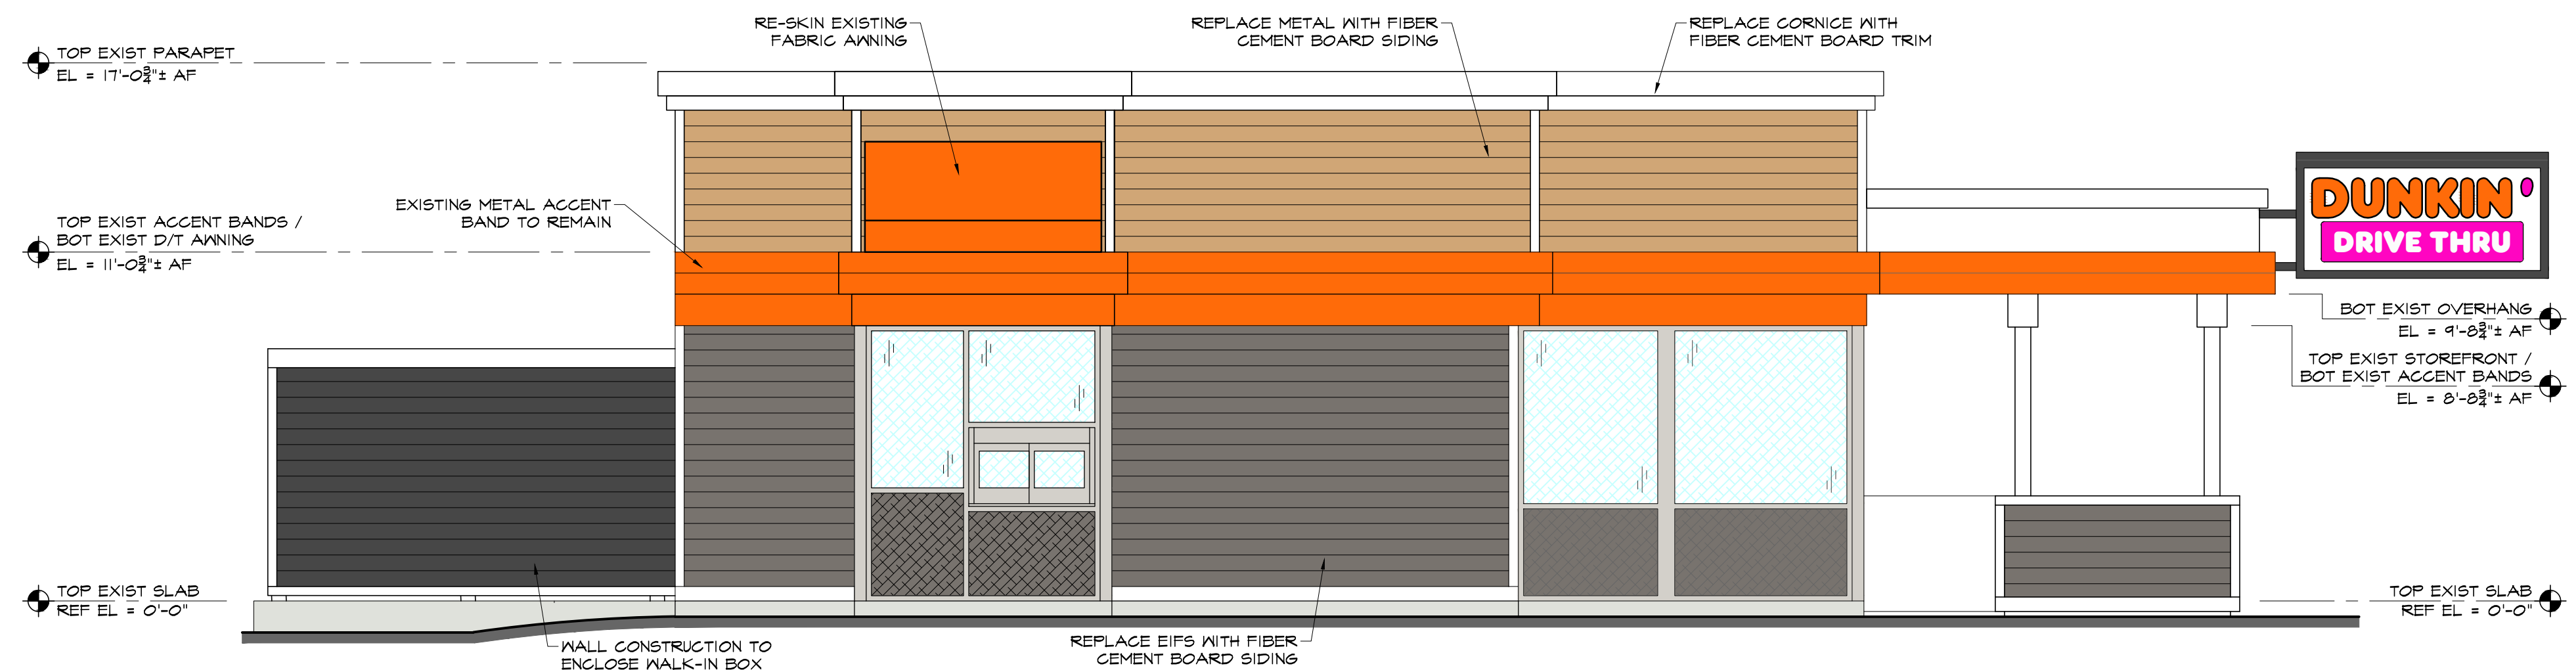 RE-SKIN EXISTING
FABRIC AWNING
REPLACE METAL WITH FIBER
CEMENT BOARD SIDING
REPLACE CORNICE WITH
FIBER CEMENT BOARD TRIM
TOP EXIST PARAPET
EL = 17'-0¾"± AF
EXISTING METAL ACCENT
BAND TO REMAIN
TOP EXIST ACCENT BANDS /
BOT EXIST D/T AWNING
EL = 11'-0¾"± AF
DUNKIN'
DRIVE THRU
BOT EXIST OVERHANG
EL = 9'-8¾"± AF
TOP EXIST STOREFRONT /
BOT EXIST ACCENT BANDS
EL = 8'-8¾"± AF
TOP EXIST SLAB
REF EL = 0'-0"
TOP EXIST SLAB
REF EL = 0'-0"
WALL CONSTRUCTION TO
ENCLOSE WALK-IN BOX
REPLACE EIFS WITH FIBER
CEMENT BOARD SIDING